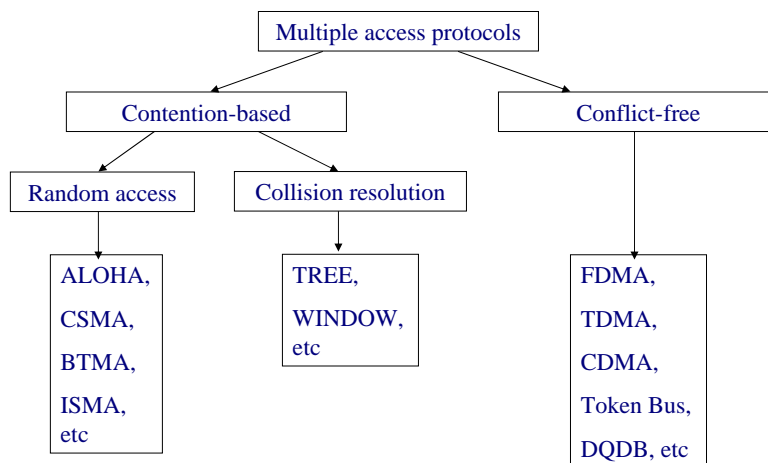 Multiple access protocols
Contention-based
Conflict-free
Random access
Collision resolution
ALOHA,
CSMA,
BTMA,
ISMA,
etc
TREE,
WINDOW,
etc
FDMA,
TDMA,
CDMA,
Token Bus,
DQDB, etc